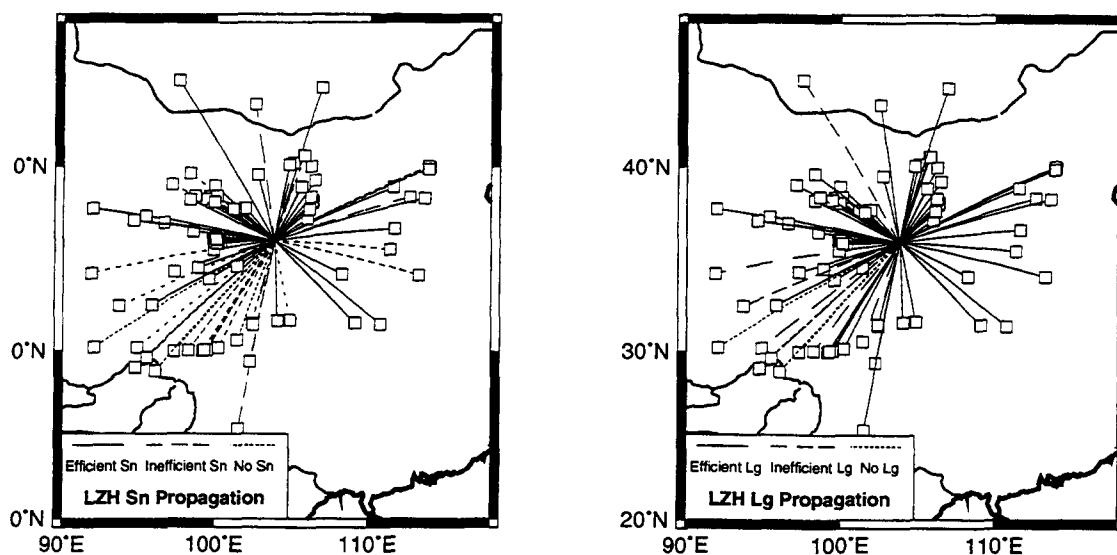 0°N
0°N
0°N
Efficient Sn Inefficient Sn No Sn
LZH Sn Propagation
90°E 100°E 110°E
40°N
30°N
20°N
Efficient Lg Inefficient Lg No Lg
LZH Lg Propagation
90°E 100°E 110°E